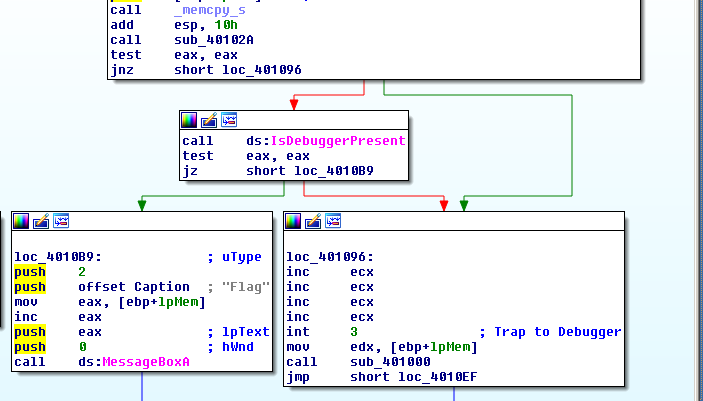 call    _memcpy_s
add     esp, 10h
call    sub_40102A
test    eax, eax
jnz     short loc_401096
call    ds:IsDebuggerPresent
test    eax, eax
jz      short loc_4010B9
loc_4010B9:             ; uType
push    2
push    offset Caption  ; "Flag"
mov     eax, [ebp+lpMem]
inc     eax
push    eax             ; lpText
push    0               ; hWnd
call    ds:MessageBoxA
loc_401096:
inc     ecx
inc     ecx
inc     ecx
inc     ecx
int     3               ; Trap to Debugger
mov     edx, [ebp+lpMem]
call    sub_401000
jmp     short loc_4010EF